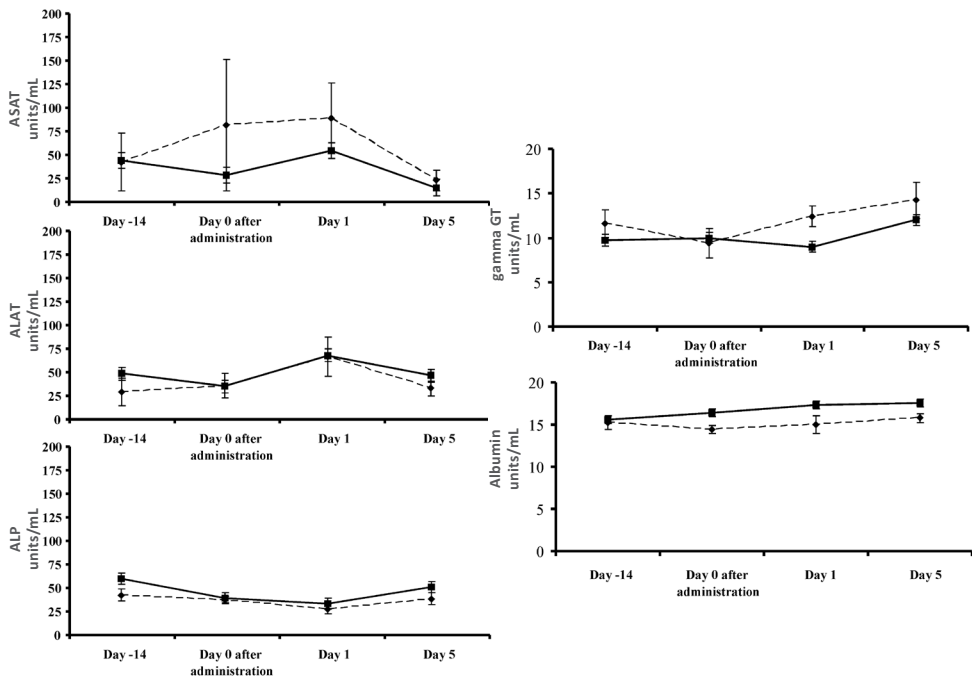 200
175
150
125
100
75
50
25
0
ASAT
units/mL
Day -14
Day 0 after
administration
Day 1
Day 5
200
175
150
125
100
75
50
25
0
ALAT
units/mL
Day -14
Day 0 after
administration
Day 1
Day 5
200
175
150
125
100
75
50
25
0
ALP
units/mL
Day -14
Day 0 after
administration
Day 1
Day 5
20
15
10
5
0
gamma GT
units/mL
Day -14
Day 0 after
administration
Day 1
Day 5
20
15
10
5
0
Albumin
units/mL
Day -14
Day 0 after
administration
Day 1
Day 5